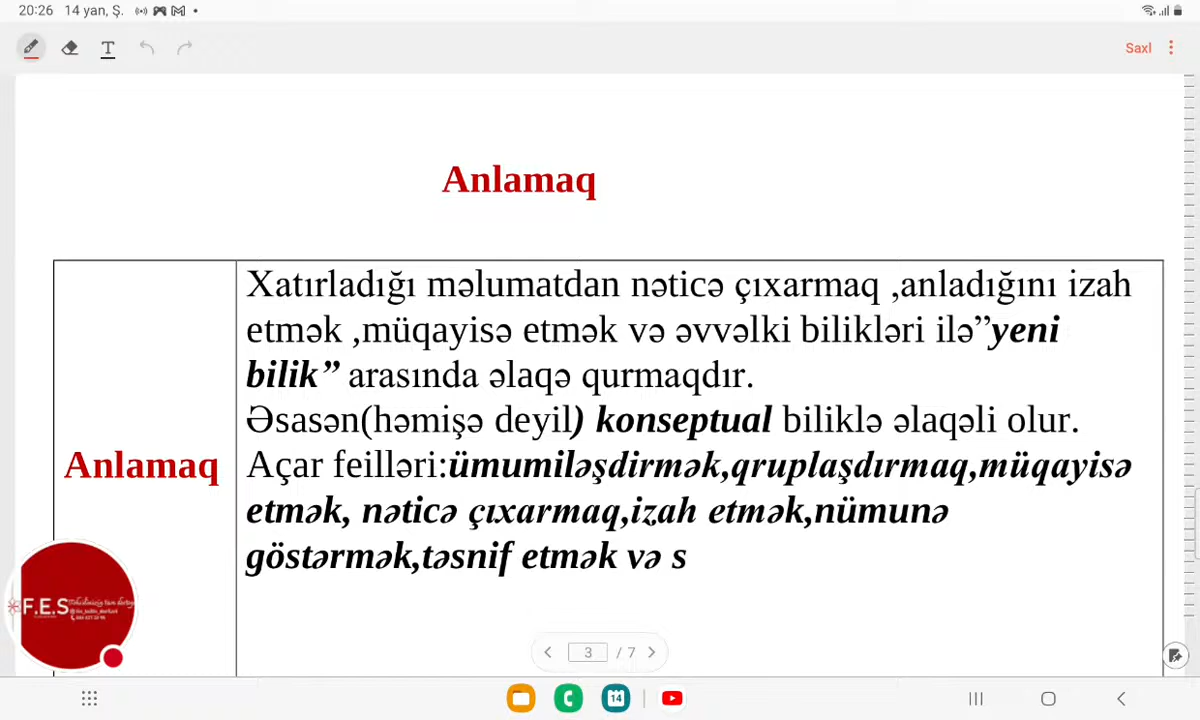 20:26 14 yan, Ş.
T
Saxl
Anlamaq
Xatırladığı məlumatdan nəticə çıxarmaq ,anladığını izah
etmək ,müqayisə etmək və əvvəlki bilikləri ilə”yeni
bilik” arasında əlaqə qurmaqdır.
Əsasən(həmişə deyil) konseptual biliklə əlaqəli olur.
Anlamaq
Açar feilləri:ümumiləşdirmək,qruplaşdırmaq,müqayisə
etmək, nəticə çıxarmaq,izah etmək,nümunə
göstərmək,təsnif etmək və s
F.E.S
3 / 7
14